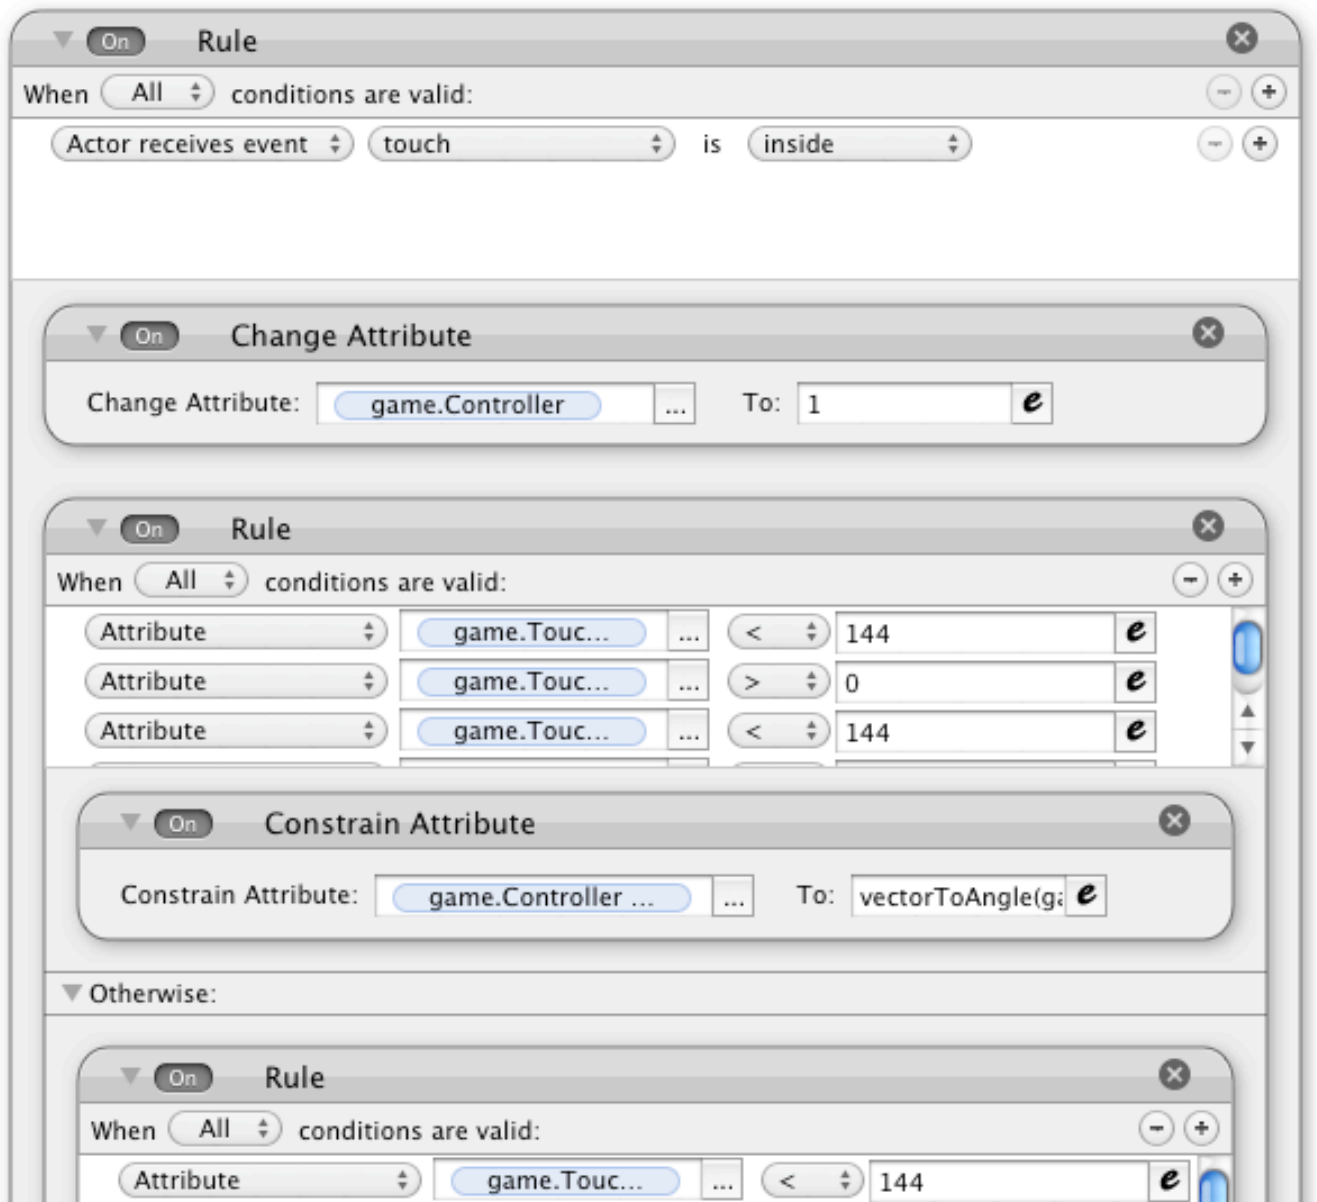 On Rule
When All conditions are valid:
Actor receives event touch is inside
On Change Attribute
Change Attribute: game.Controller ... To: 1 e
On Rule
When All conditions are valid:
Attribute game.Touc... ... < 144 e
Attribute game.Touc... ... > 0 e
Attribute game.Touc... ... < 144 e
On Constrain Attribute
Constrain Attribute: game.Controller ... ... To: vectorToAngle(ga e
Otherwise:
On Rule
When All conditions are valid:
Attribute game.Touc... ... < 144 e